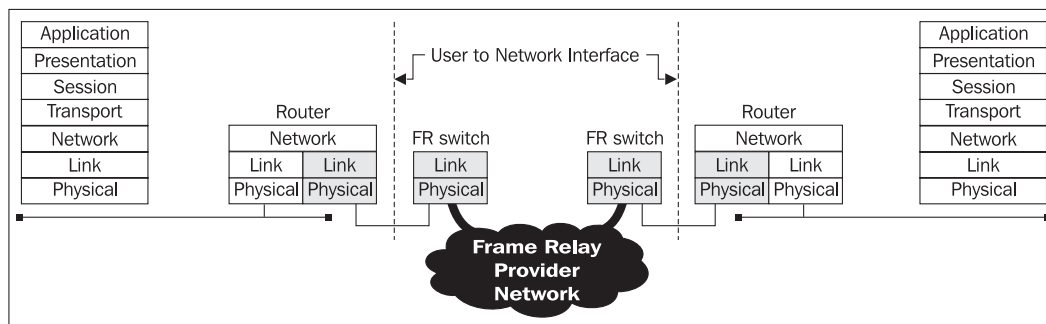 Application
Presentation
Session
Transport
Network
Link
Physical
User to Network Interface
Router
Network
Link Link
Physical Physical
FR switch
Link
Physical
FR switch
Link
Physical
Router
Network
Link Link
Physical Physical
Application
Presentation
Session
Transport
Network
Link
Physical
Frame Relay
Provider
Network